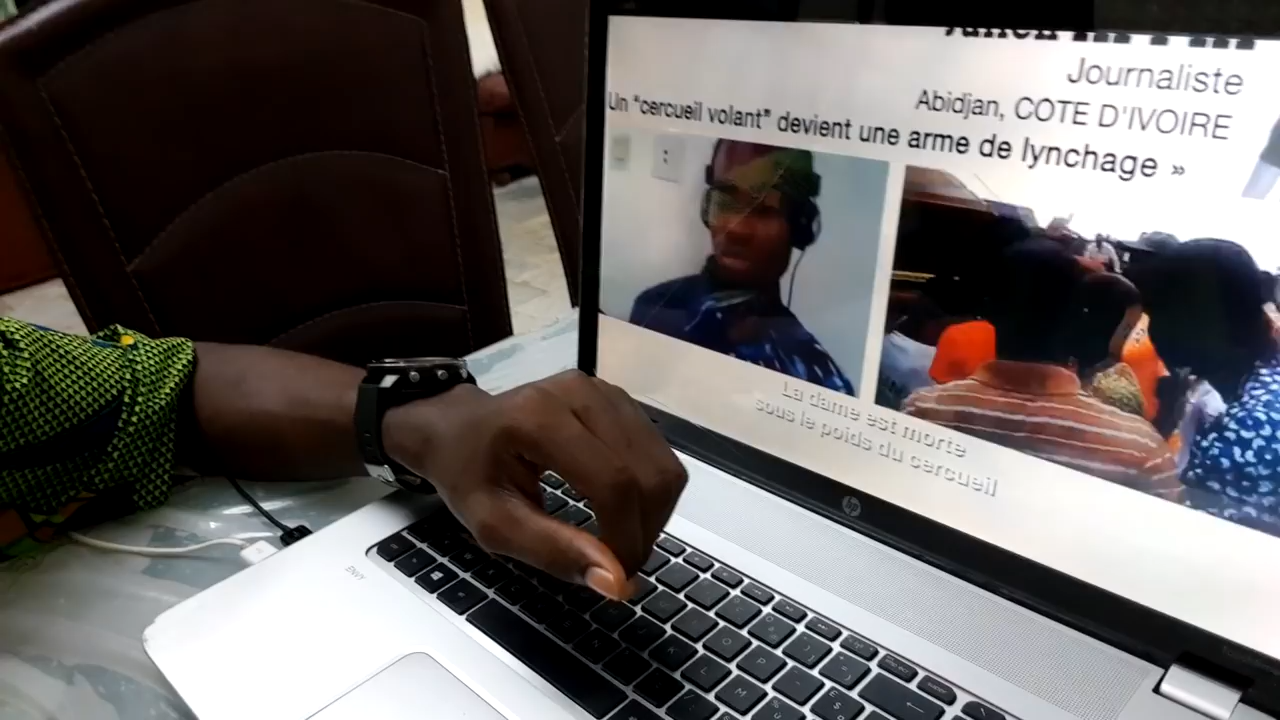 Journaliste
Abidjan, COTE D'IVOIRE
Un "cercueil volant" devient une arme de lynchage »
La dame est morte
sous le poids du cercueil
hp
ENVY